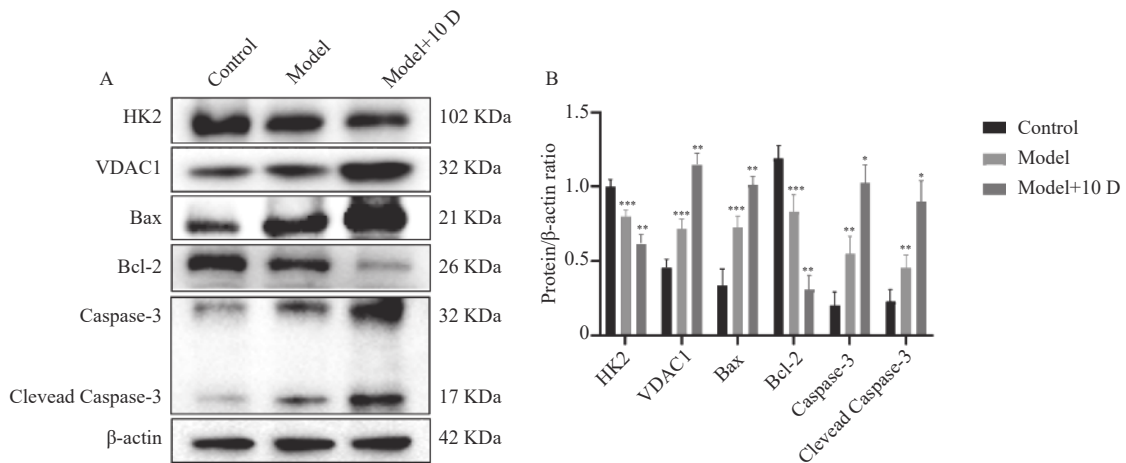 A
Control
Model
Model+10 D
HK2
102 KDa
VDAC1
32 KDa
Bax
21 KDa
Bcl-2
26 KDa
Caspase-3
32 KDa
Clevead Caspase-3
17 KDa
β-actin
42 KDa
B
Protein/β-actin ratio
1.5
1.0
0.5
0
***
**
***
**
***
**
***
**
**
*
**
*
HK2
VDAC1
Bax
Bcl-2
Caspase-3
Clevead Caspase-3
Control
Model
Model+10 D